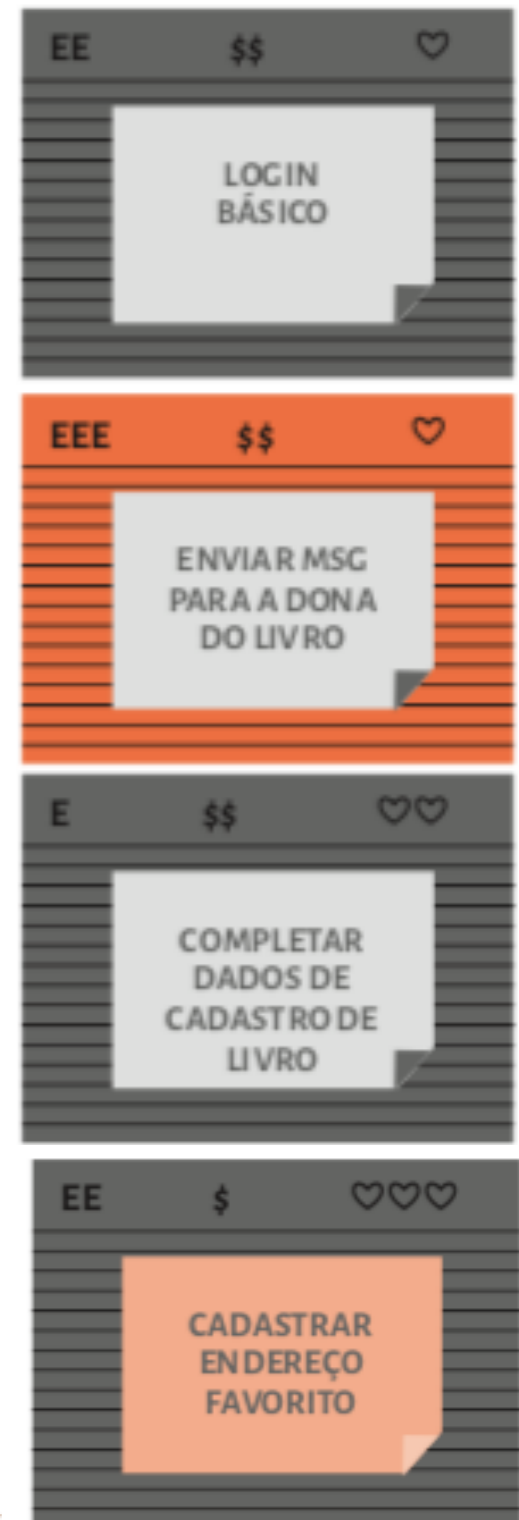 EE $$ ♡
LOGIN
BÁSICO
EEE $$ ♡
ENVIAR MSG
PARA A DONA
DO LIVRO
E $$ ♡♡
COMPLETAR
DADOS DE
CADASTRO DE
LIVRO
EE $ ♡♡♡
CADASTRAR
ENDEREÇO
FAVORITO